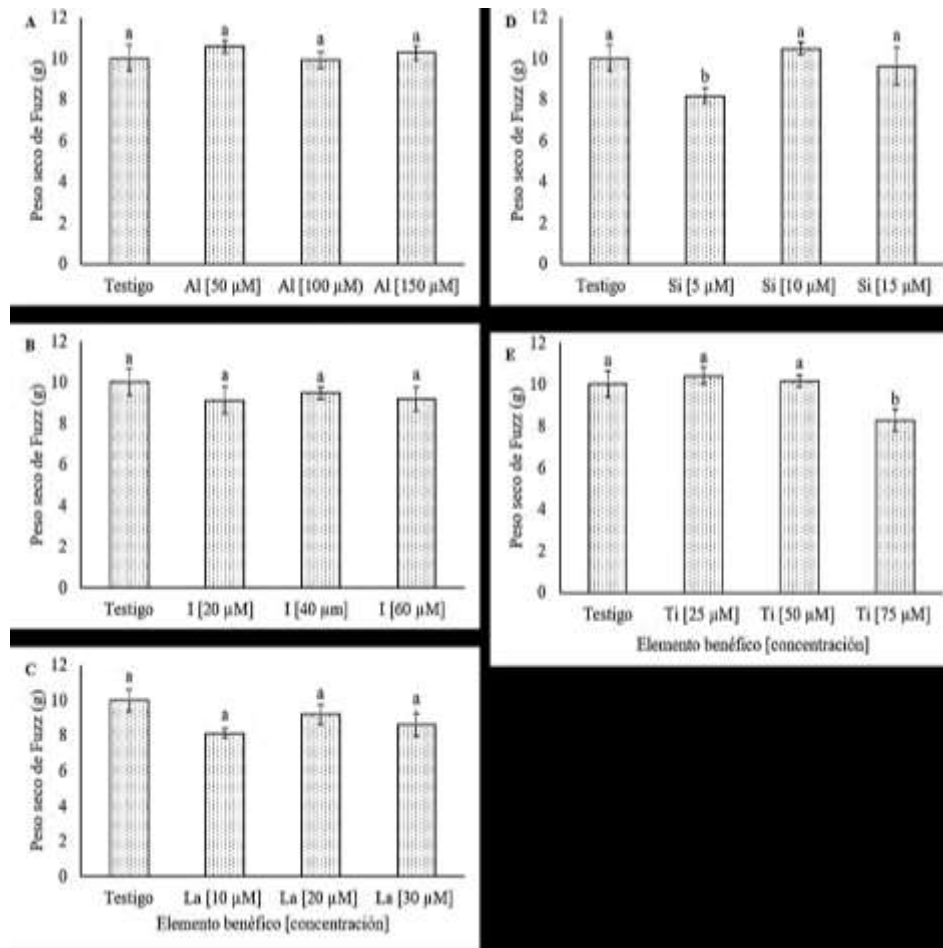 A
Peso seco de Fuzz (g)
12
10
8
6
4
2
0
a
a
a
a
Testigo
Al [50 µM]
Al [100 µM)
Al [150 µM]
B
Peso seco de Fuzz (g)
12
10
8
6
4
2
0
a
a
a
a
Testigo
I [20 µM]
I [40 µm]
I [60 µM]
C
Peso seco de Fuzz (g)
12
10
8
6
4
2
0
a
a
a
a
Testigo
La [10 µM]
La [20 µM]
La [30 µM]
Elemento benéfico [concentración]
D
Peso seco de Fuzz (g)
12
10
8
6
4
2
0
a
b
a
a
Testigo
Si [5 µM]
Si [10 µM]
Si [15 µM]
E
Peso seco de Fuzz (g)
12
10
8
6
4
2
0
a
a
a
b
Testigo
Ti [25 µM]
Ti [50 µM]
Ti [75 µM]
Elemento benéfico [concentración]